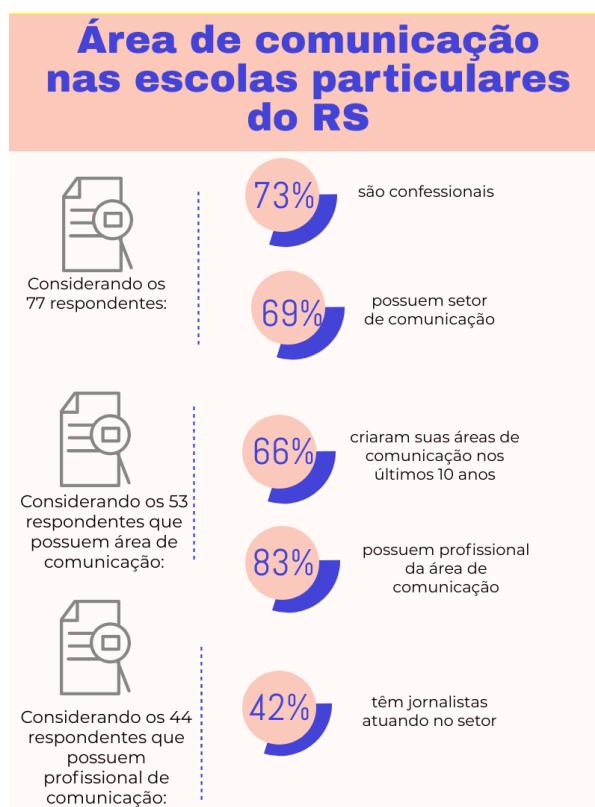 Área de comunicação
nas escolas particulares
do RS
Considerando os
77 respondentes:
73%
são confessionais
69%
possuem setor
de comunicação
Considerando os 53
respondentes que
possuem área de
comunicação:
66%
criaram suas áreas de
comunicação nos
últimos 10 anos
83%
possuem profissional
da área de
comunicação
Considerando os 44
respondentes que
possuem
profissional de
comunicação:
42%
têm jornalistas
atuando no setor